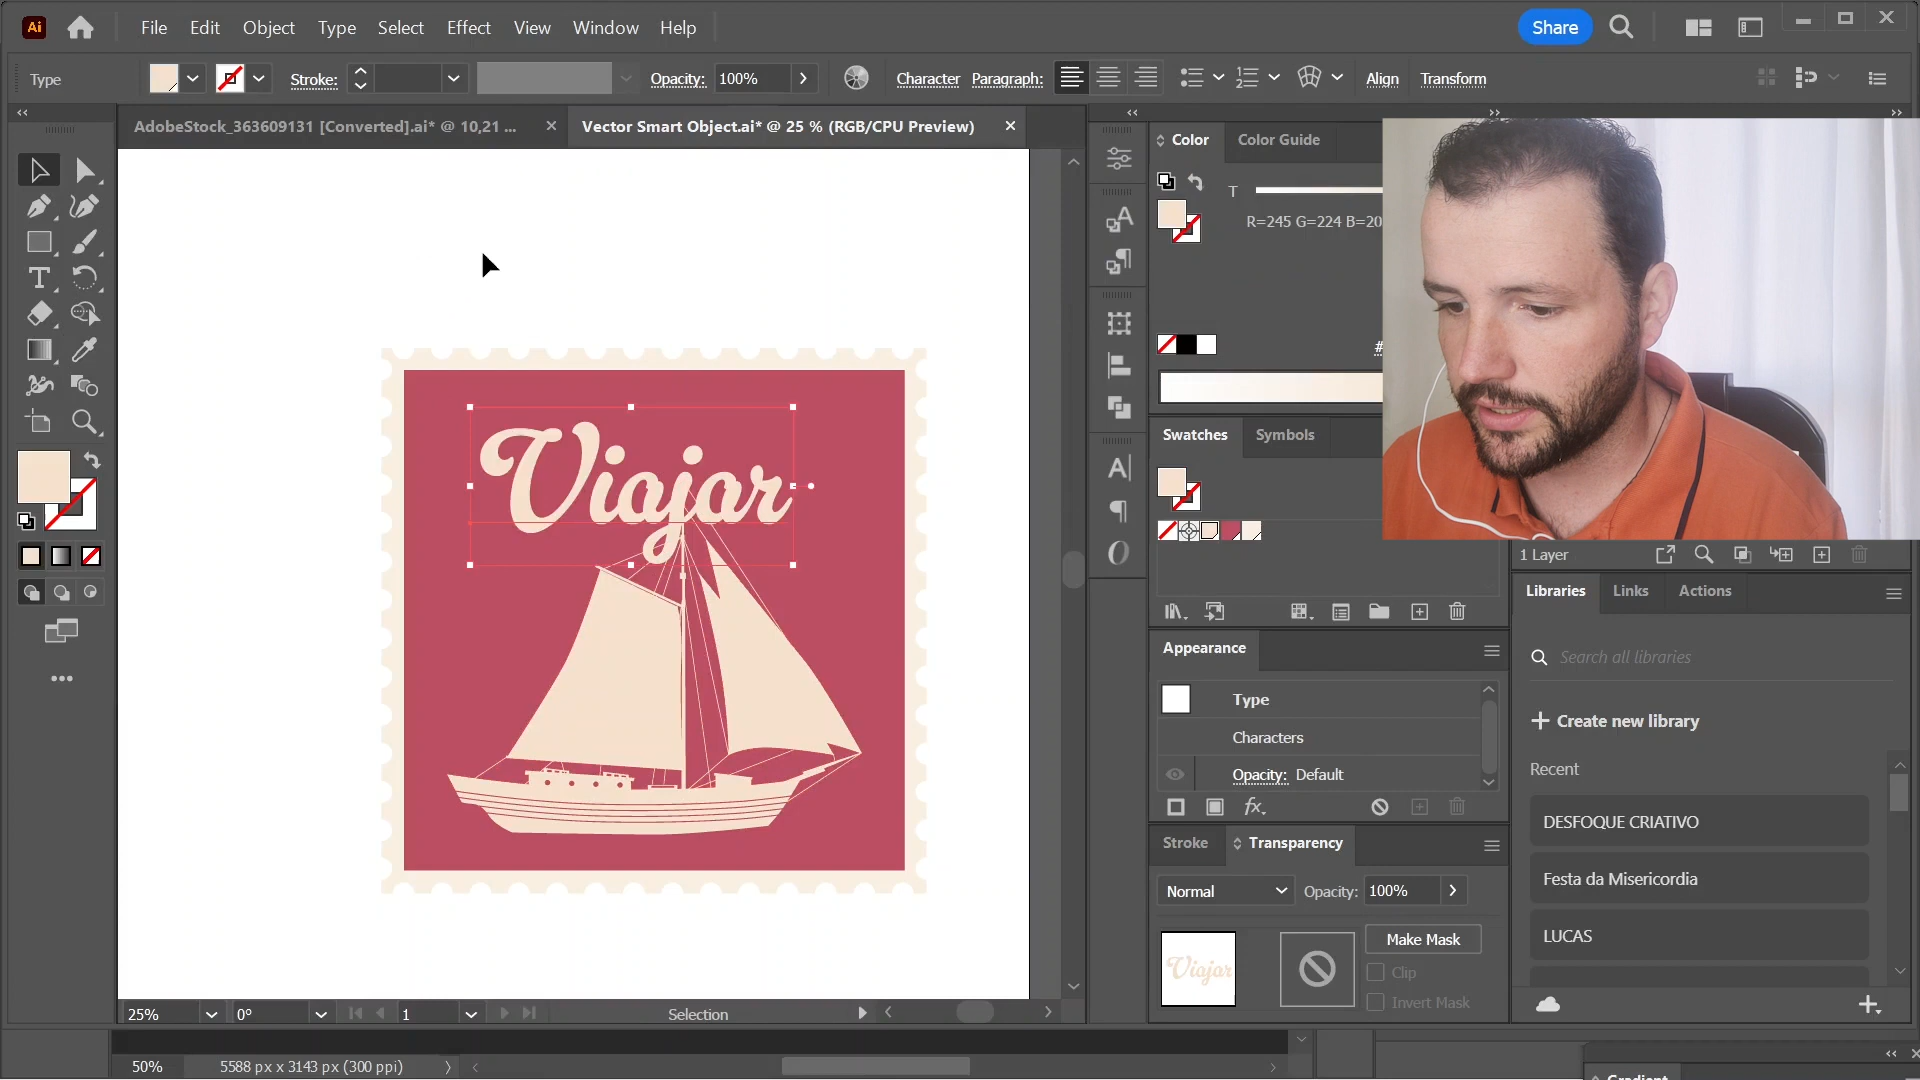 Ai File Edit Object Type Select Effect View Window Help Share
Type Stroke: Opacity: 100% Character Paragraph: Align Transform
AdobeStock_363609131 [Converted].ai* @ 10,21 ...
Vector Smart Object.ai* @ 25 % (RGB/CPU Preview)
Color Color Guide
T
R=245 G=224 B=20
#
Viajar
Swatches Symbols
1 Layer
Libraries Links Actions
Search all libraries
Create new library
Recent
DESFOQUE CRIATIVO
Festa da Misericordia
LUCAS
Appearance
Type
Characters
Opacity: Default
fx
Stroke Transparency
Normal Opacity: 100%
Viajar
Make Mask
Clip
Invert Mask
25% 0° 1 Selection
50% 5588 px x 3143 px (300 ppi)
Gradient